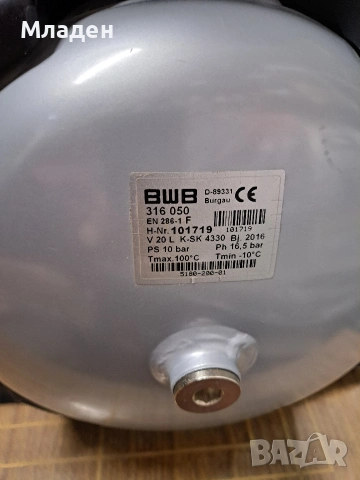 Младен
BWB D-89331 CE
Burgau
316 050
EN 286-1 F
H-Nr. 101719 101719
V 20 L K-SK 4330 Bj. 2016
PS 10 bar Ph 16,5 bar
Tmax.100°C Tmin -10°C
5180-200-01
BAZAR